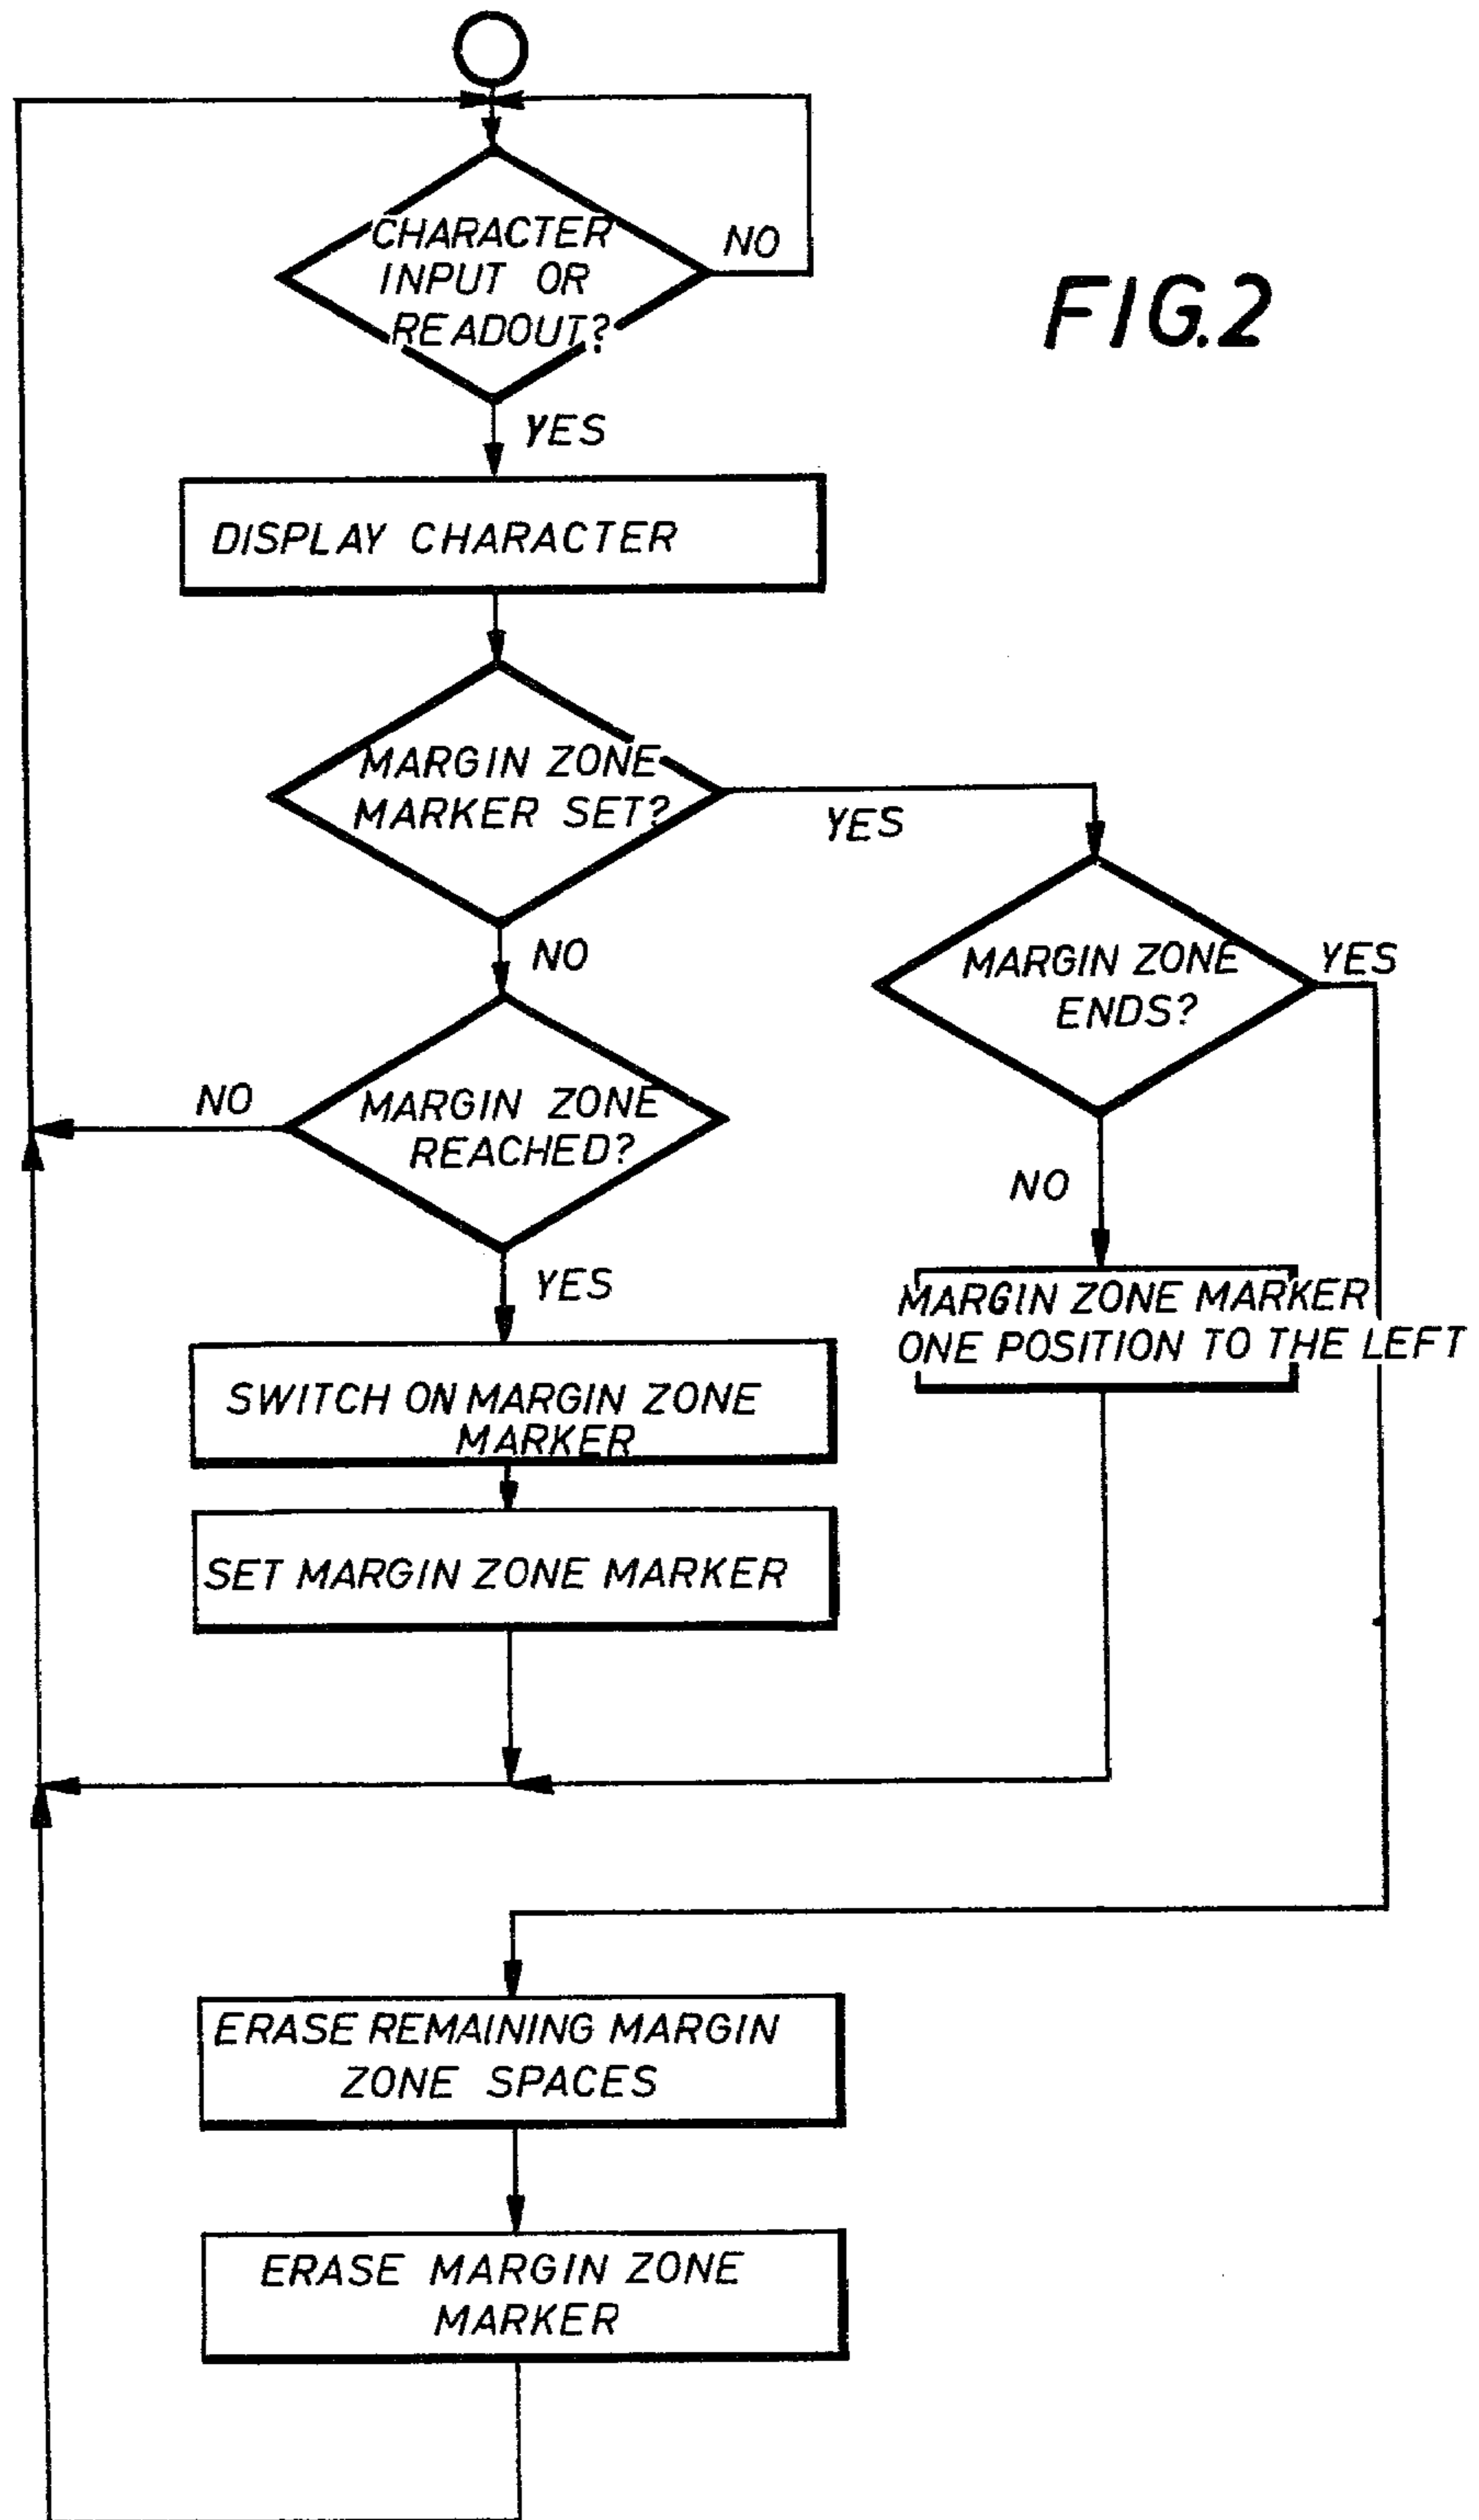 CHARACTER
INPUT OR
READOUT?
NO
FIG.2
YES
DISPLAY CHARACTER
MARGIN ZONE
MARKER SET?
YES
NO
MARGIN ZONE
ENDS?
YES
MARGIN ZONE
REACHED?
NO
NO
YES
MARGIN ZONE MARKER
ONE POSITION TO THE LEFT
SWITCH ON MARGIN ZONE
MARKER
SET MARGIN ZONE MARKER
ERASE REMAINING MARGIN
ZONE SPACES
ERASE MARGIN ZONE
MARKER